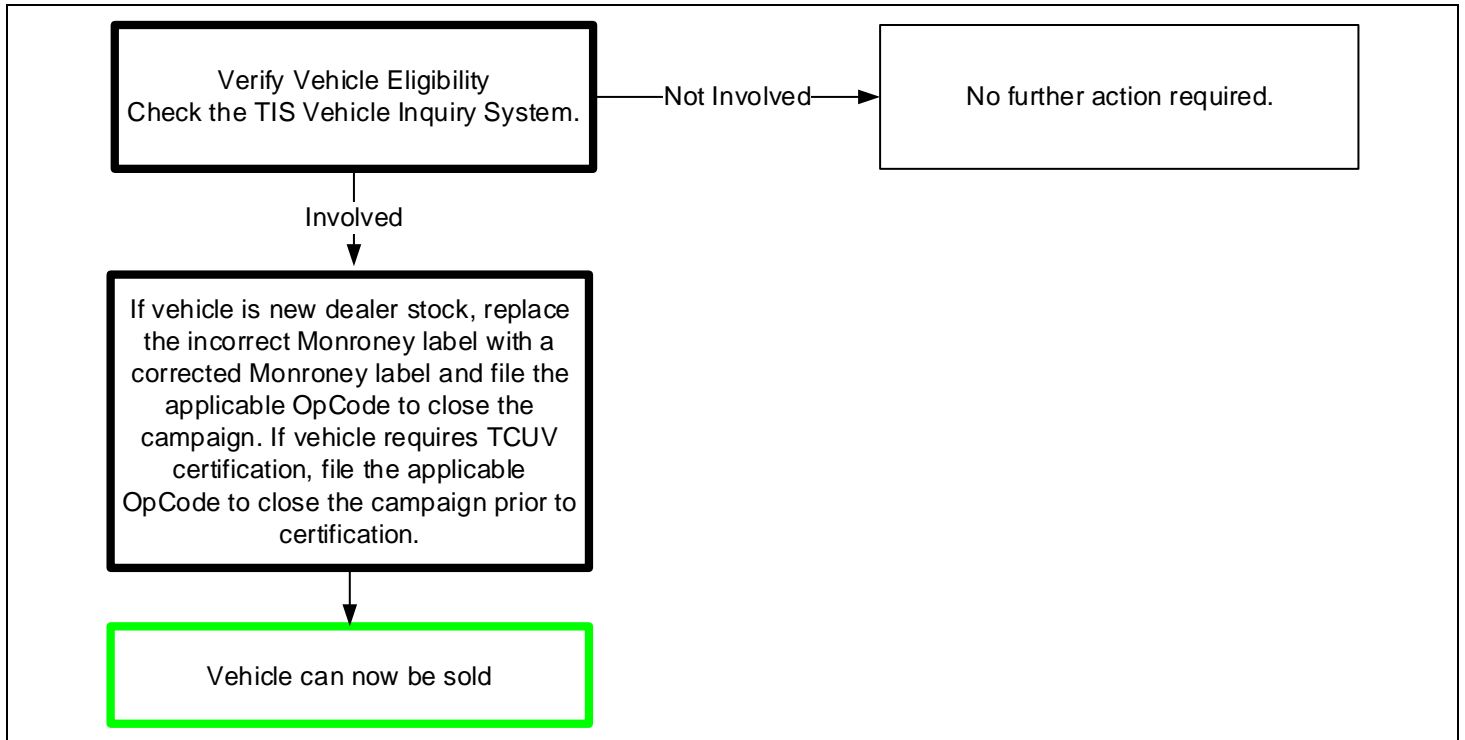 Verify Vehicle Eligibility
Check the TIS Vehicle Inquiry System.
Not Involved
No further action required.
Involved
If vehicle is new dealer stock, replace
the incorrect Monroney label with a
corrected Monroney label and file the
applicable OpCode to close the
campaign. If vehicle requires TCUV
certification, file the applicable
OpCode to close the campaign prior to
certification.
Vehicle can now be sold